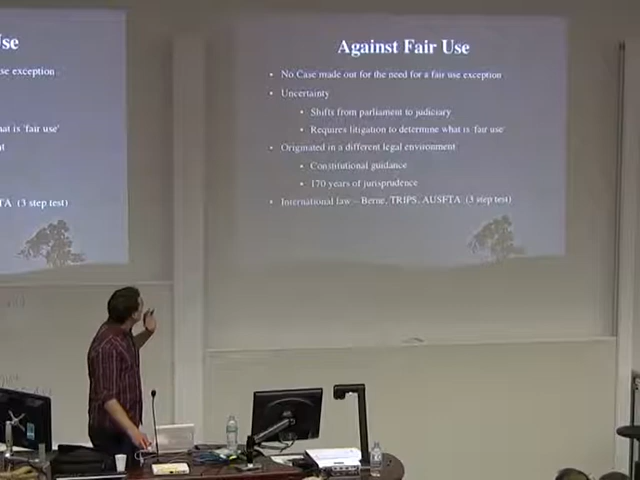 Use
se exception
at is 'fair use'
TA (3 step test)
Against Fair Use
No Case made out for the need for a fair use exception
Uncertainty
Shifts from parliament to judiciary
Requires litigation to determine what is 'fair use'
Originated in a different legal environment
Constitutional guidance
170 years of jurisprudence
International law – Berne, TRIPS, AUSFTA (3 step test)